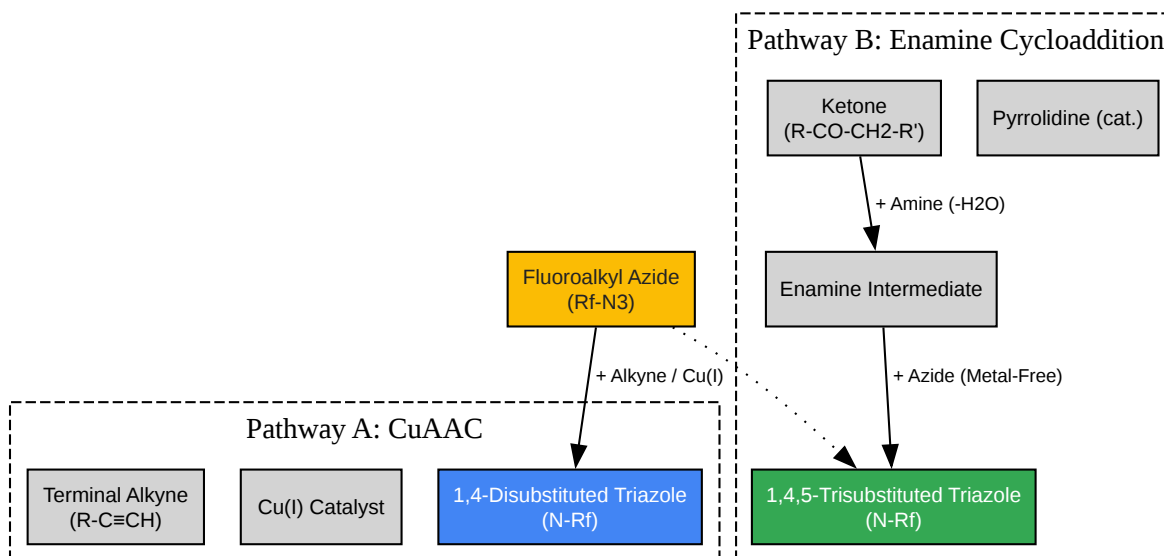 Pathway B: Enamine Cycloaddition
Ketone
(R-CO-CH2-R')
Pyrrolidine (cat.)
+ Amine (-H2O)
Fluoroalkyl Azide
(Rf-N3)
Enamine Intermediate
+ Alkyne / Cu(I)
+ Azide (Metal-Free)
Pathway A: CuAAC
Terminal Alkyne
(R-C≡CH)
Cu(I) Catalyst
1,4-Disubstituted Triazole
(N-Rf)
1,4,5-Trisubstituted Triazole
(N-Rf)